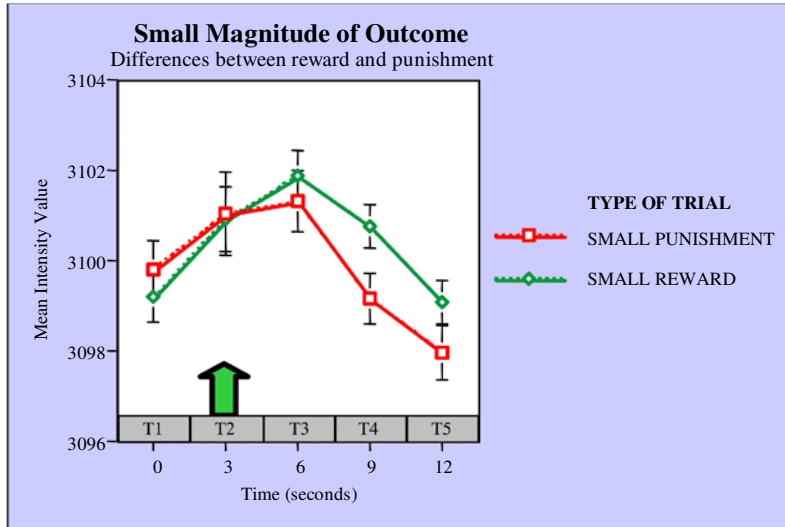 Small Magnitude of Outcome
Differences between reward and punishment
3104
3102
3100
3098
3096
Mean Intensity Value
T1 T2 T3 T4 T5
0 3 6 9 12
Time (seconds)
TYPE OF TRIAL
SMALL PUNISHMENT
SMALL REWARD